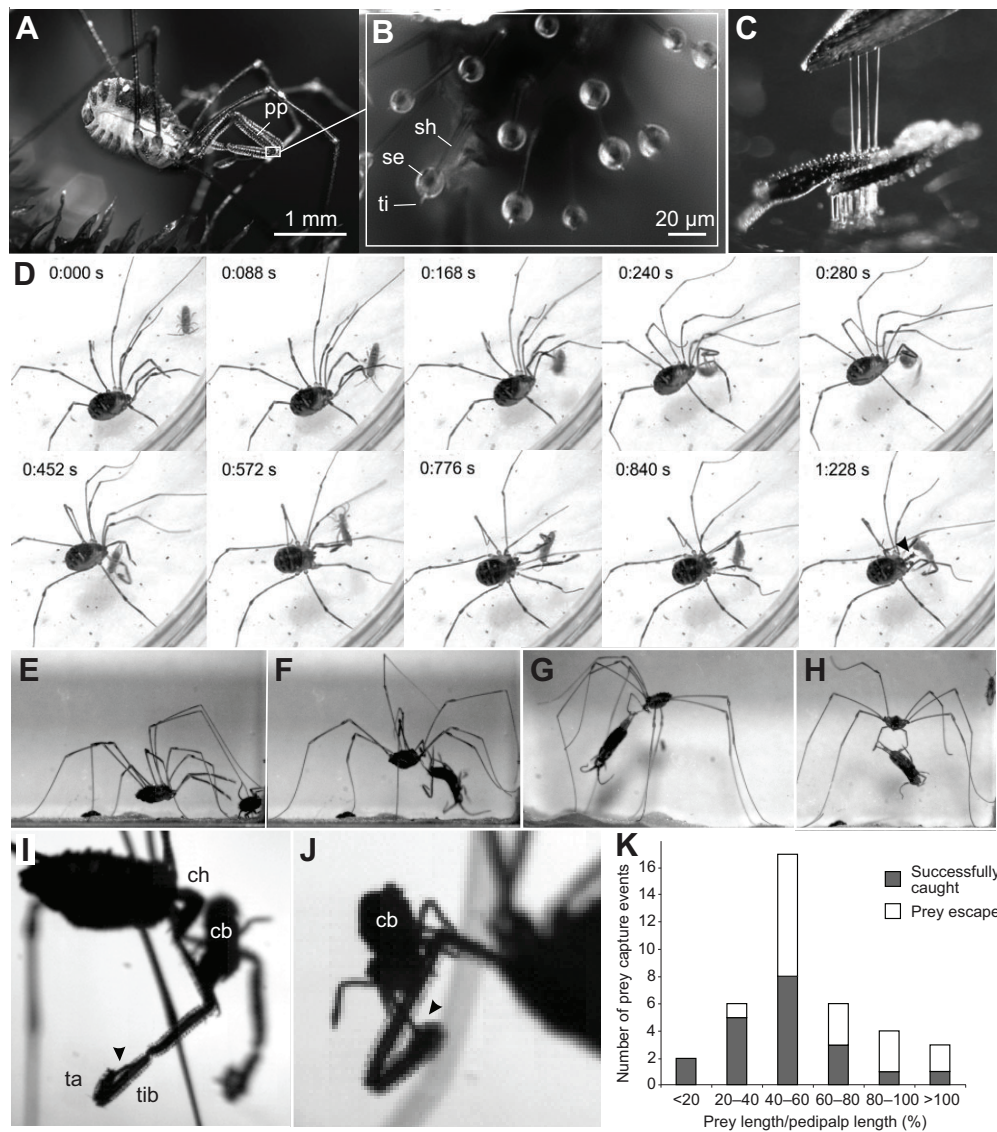 A
pp
1 mm
B
sh
se
ti
20 µm
C
D
0:000 s
0:088 s
0:168 s
0:240 s
0:280 s
0:452 s
0:572 s
0:776 s
0:840 s
1:228 s
E
F
G
H
I
ch
cb
ta
tib
J
cb
K
Number of prey capture events
16
14
12
10
8
6
4
2
0
Successfully
caught
Prey escape
<20
20–40
40–60
60–80
80–100
>100
Prey length/pedipalp length (%)